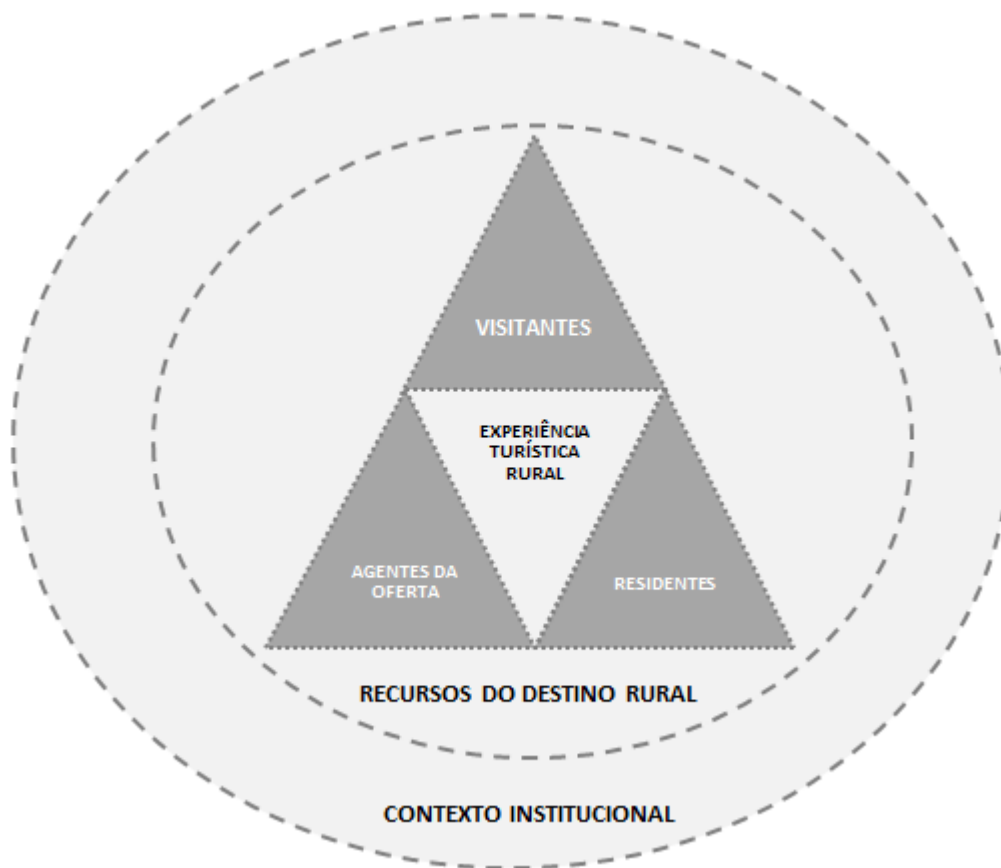 VISITANTES
EXPERIÊNCIA
TURÍSTICA
RURAL
AGENTES DA
OFERTA
RESIDENTES
RECURSOS DO DESTINO RURAL
CONTEXTO INSTITUCIONAL